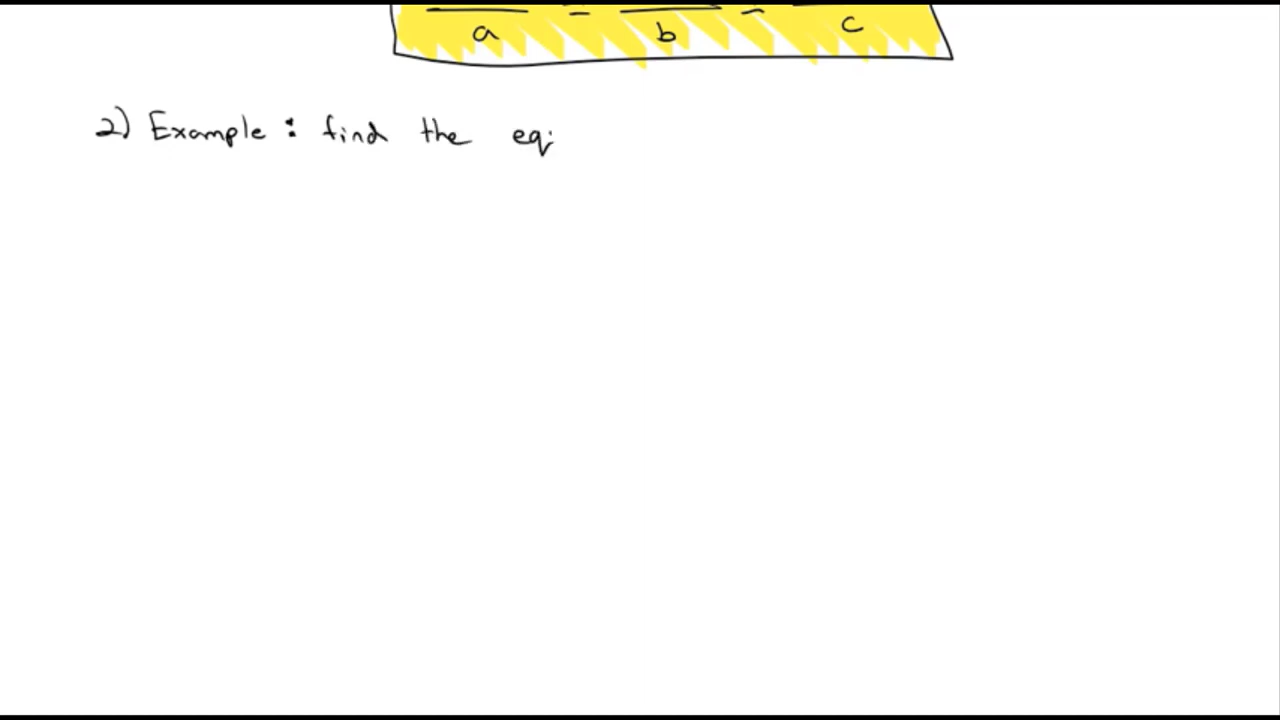 a = b = c
2) Example : find the eq